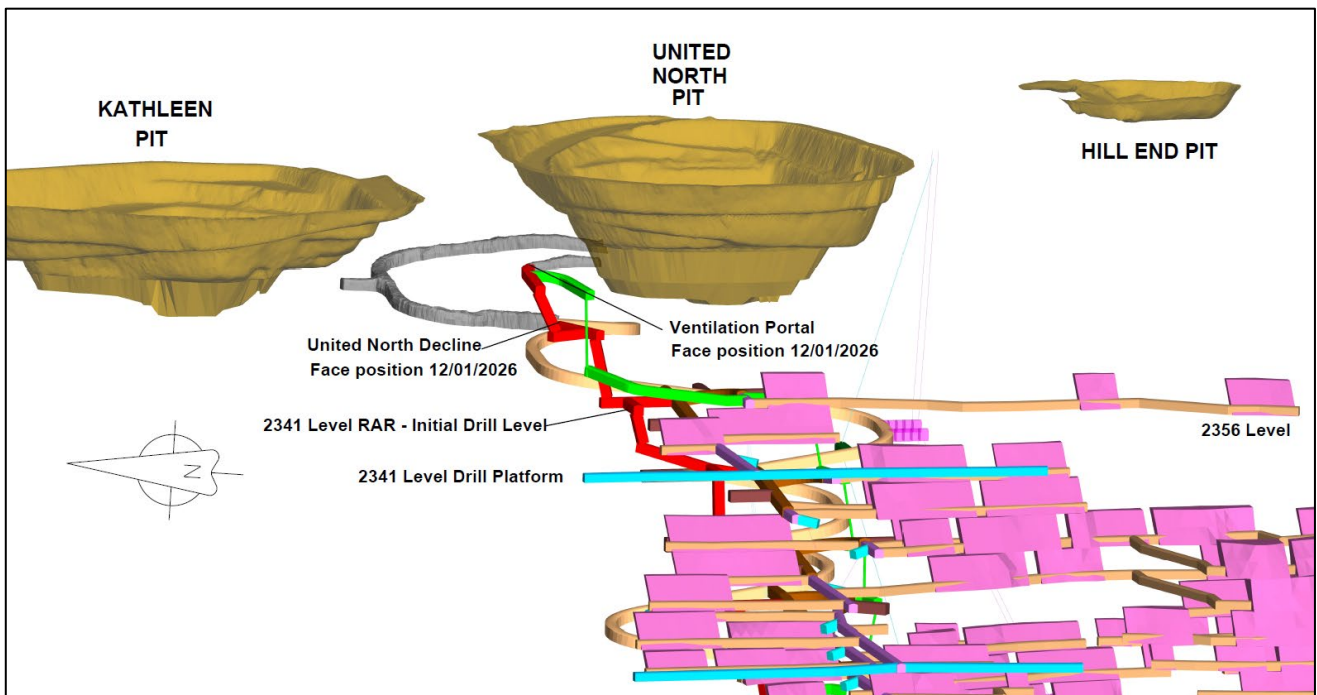 KATHLEEN
PIT
UNITED
NORTH
PIT
HILL END PIT
United North Decline
Face position 12/01/2026
Ventilation Portal
Face position 12/01/2026
2341 Level RAR - Initial Drill Level
2356 Level
2341 Level Drill Platform
N